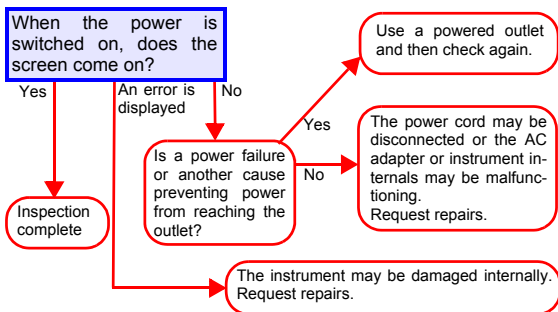 When the power is
switched on, does the
screen come on?
Yes
An error is
displayed
No
Inspection
complete
Is a power failure
or another cause
preventing power
from reaching the
outlet?
Yes
Use a powered outlet
and then check again.
No
The power cord may be
disconnected or the AC
adapter or instrument in-
ternals may be malfunc-
tioning.
Request repairs.
The instrument may be damaged internally.
Request repairs.